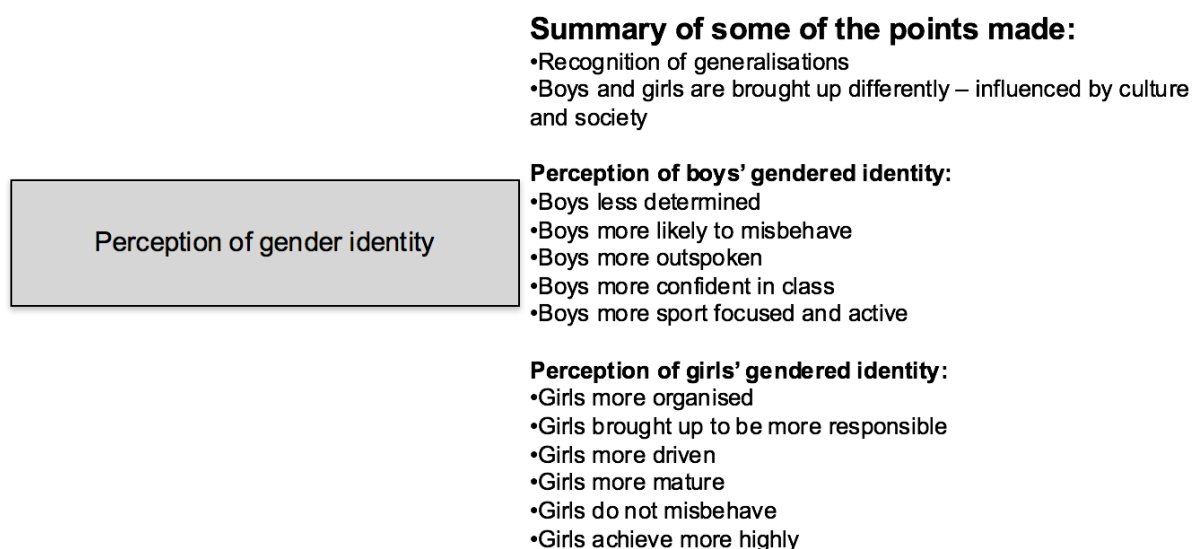 Summary of some of the points made:
•Recognition of generalisations
•Boys and girls are brought up differently – influenced by culture
and society
Perception of gender identity
Perception of boys’ gendered identity:
•Boys less determined
•Boys more likely to misbehave
•Boys more outspoken
•Boys more confident in class
•Boys more sport focused and active
Perception of girls’ gendered identity:
•Girls more organised
•Girls brought up to be more responsible
•Girls more driven
•Girls more mature
•Girls do not misbehave
•Girls achieve more highly